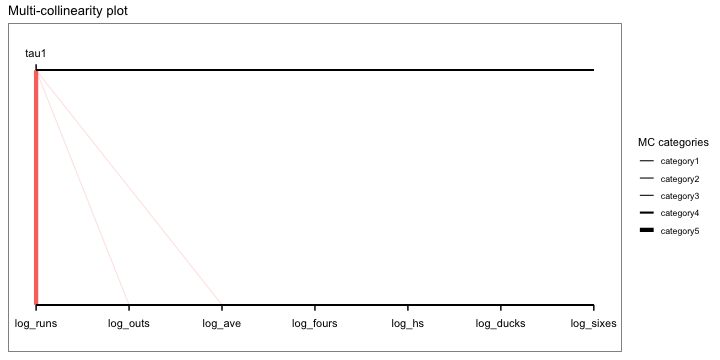 Multi-collinearity plot
tau1
log_runs log_outs log_ave log_fours log_hs log_ducks log_sixes
MC categories
category1
category2
category3
category4
category5